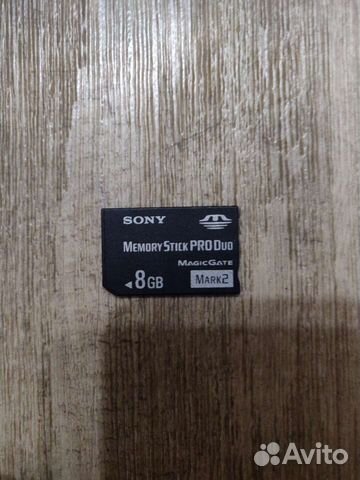 SONY
MEMORY STICK PRO DUO
MAGICGATE
8GB MARK2
Avito